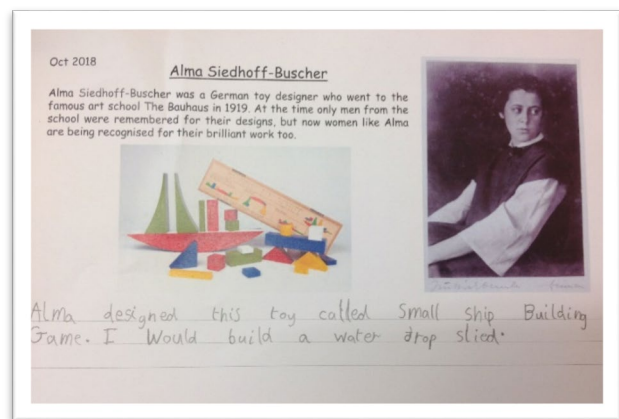 Oct 2018
Alma Siedhoff-Buscher
Alma Siedhoff-Buscher was a German toy designer who went to the
famous art school The Bauhaus in 1919. At the time only men from the
school were remembered for their designs, but now women like Alma
are being recognised for their brilliant work too.
Alma designed this toy called Small ship Building
Game. I Would build a water drop slied.